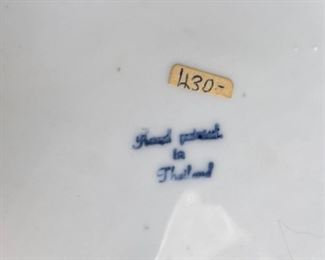 430-
Hand painted
in
Thailand